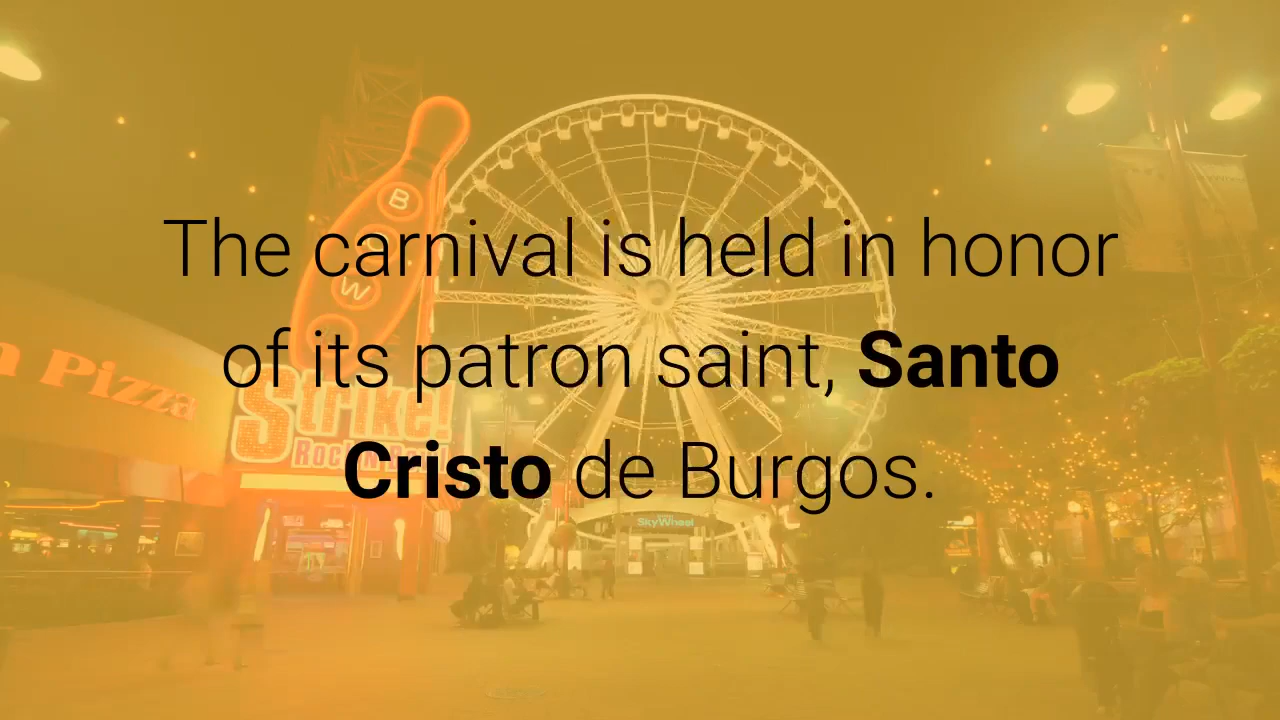 The carnival is held in honor
of its patron saint, Santo
Cristo de Burgos.
B
W
n Pizza
Strike!
SkyWheel